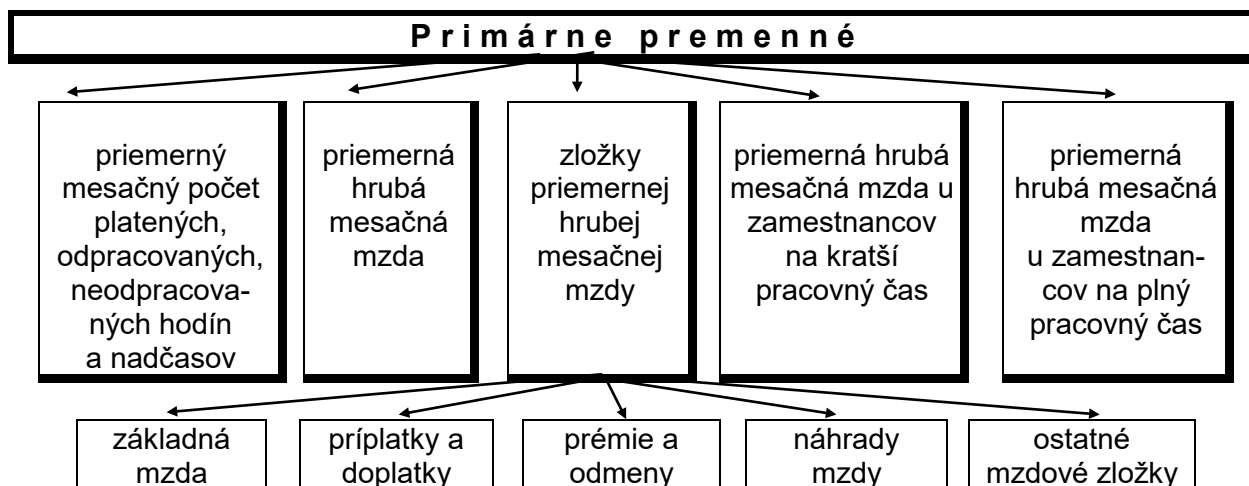 Primárne premenné
priemerný
mesačný počet
platených,
odpracovaných,
neodpracova-
ných hodín
a nadčasov
priemerná
hrubá
mesačná
mzda
zložky
priemernej
hrubej
mesačnej
mzdy
priemerná hrubá
mesačná mzda u
zamestnancov
na kratší
pracovný čas
priemerná
hrubá mesačná
mzda
u zamestnan-
cov na plný
pracovný čas
základná
mzda
príplatky a
doplatky
prémie a
odmeny
náhrady
mzdy
ostatné
mzdové zložky